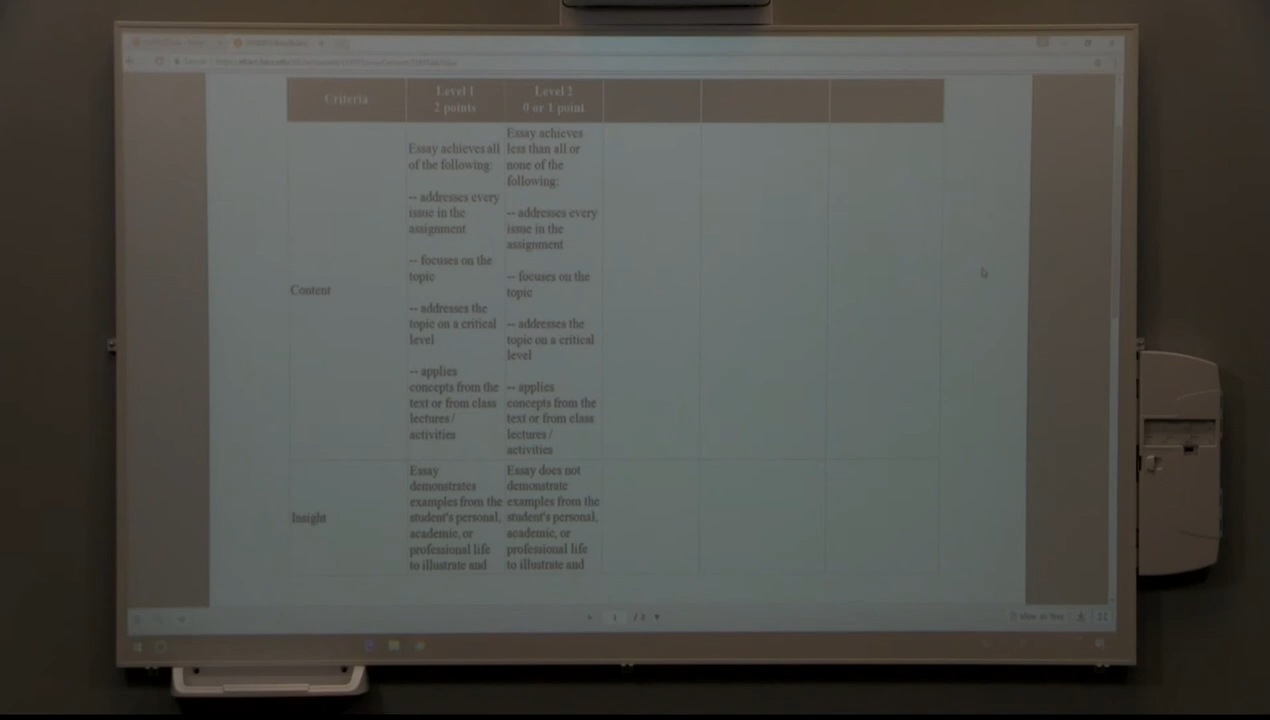 Criteria
Level 1
2 points
Level 2
0 or 1 point
Content
Essay achieves all
of the following:
-- addresses every
issue in the
assignment
-- focuses on the
topic
-- addresses the
topic on a critical
level
-- applies
concepts from the
text or from class
lectures /
activities
Essay achieves
less than all or
none of the
following:
-- addresses every
issue in the
assignment
-- focuses on the
topic
-- addresses the
topic on a critical
level
-- applies
concepts from the
text or from class
lectures /
activities
Insight
Essay
demonstrates
examples from the
student's personal,
academic, or
professional life
to illustrate and
Essay does not
demonstrate
examples from the
student's personal,
academic, or
professional life
to illustrate and
1 / 2
View as Text